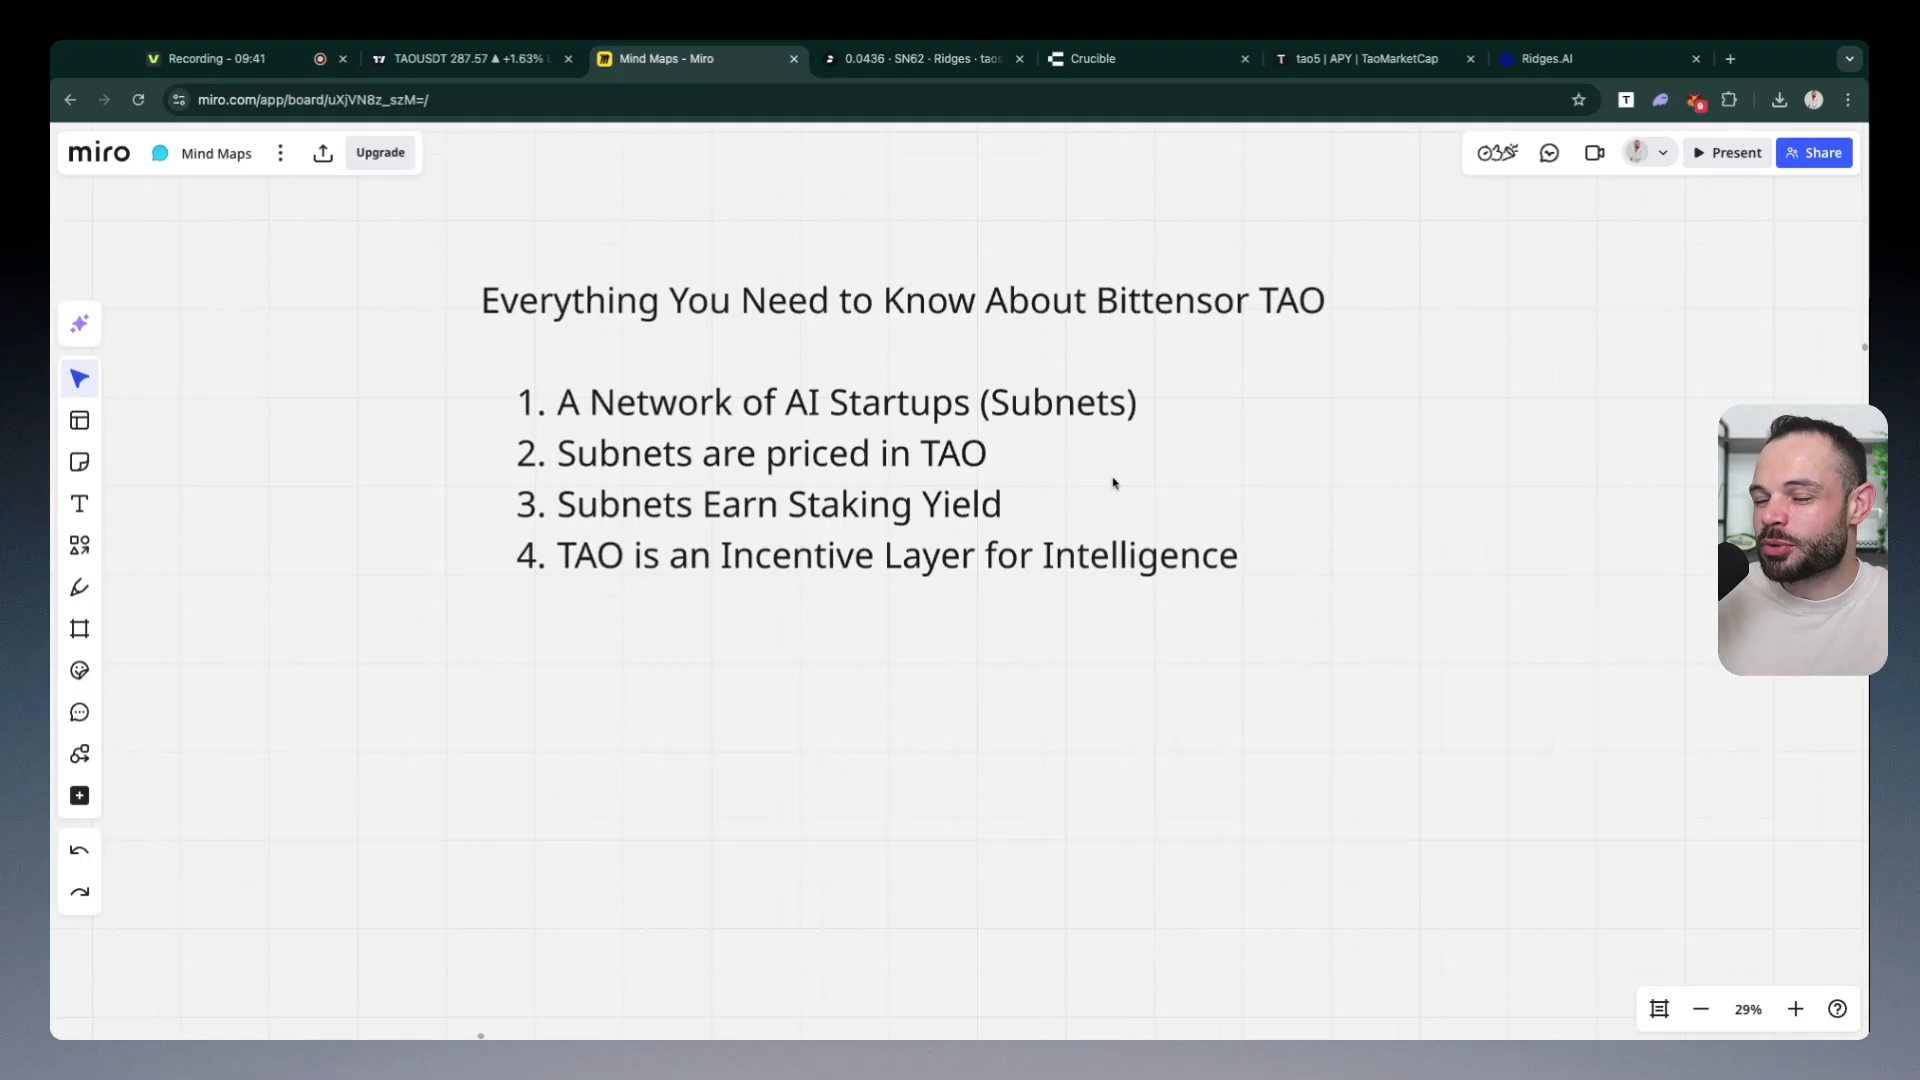 Recording - 09:41
TAOUSDT 287.57 ▲ +1.63%
Mind Maps - Miro
0.0436 · SN62 · Ridges · taos
Crucible
tao5 | APY | TaoMarketCap
Ridges.AI
miro.com/app/board/uXjVN8z_szM=/
9
miro
Mind Maps
Upgrade
Present
Share
Everything You Need to Know About Bittensor TAO
1. A Network of AI Startups (Subnets)
2. Subnets are priced in TAO
3. Subnets Earn Staking Yield
4. TAO is an Incentive Layer for Intelligence
29%